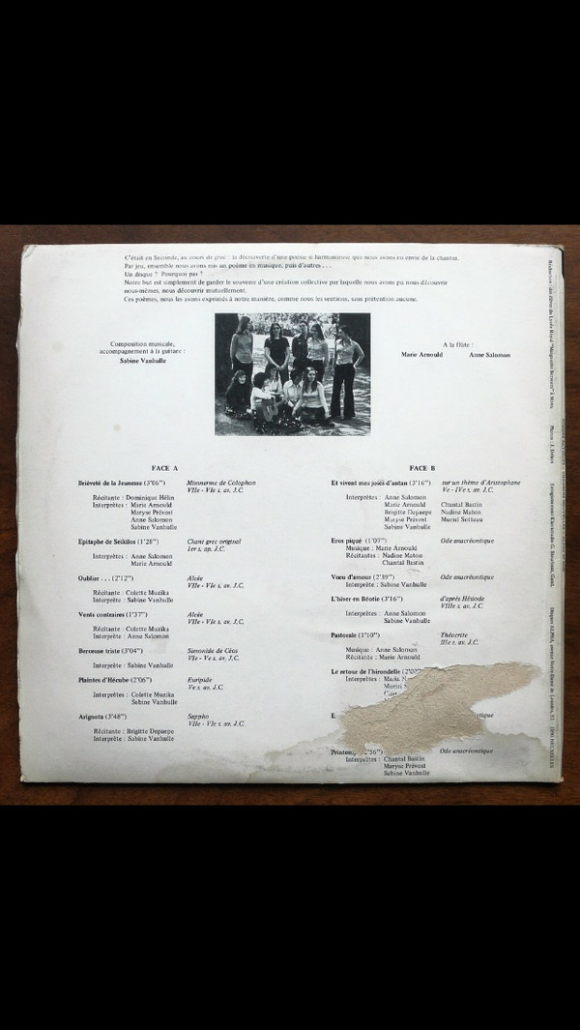 C'était en Seconde, au cours de grec : la découverte d'une poésie si harmonieuse que nous avons eu envie de la chanter.
Par jeu, ensemble nous avons mis un poème en musique, puis d'autres . . .
Un disque ? Pourquoi pas ?
Notre but est simplement de garder le souvenir d'une création collective par laquelle nous avons pu nous découvrir
nous-mêmes, nous découvrir mutuellement.
Ces poèmes, nous les avons exprimés à notre manière, comme nous les sentions, sans prétention aucune.
Composition musicale,
accompagnement à la guitare :
Sabine Vanhulle
A la flûte :
Marie Arnould Anne Salomon
FACE A
Brièveté de la Jeunesse (3'06") Mimnerme de Colophon
VIIe - VIe s. av. J.C.
Récitante : Dominique Hélin
Interprètes : Marie Arnould
Maryse Prévost
Anne Salomon
Sabine Vanhulle
Epitaphe de Seikilos (1'28") Chant grec original
1er s. ap. J.C.
Interprètes : Anne Salomon
Marie Arnould
Oublier . . . (2'12") Alcée
VIIe - VIe s. av. J.C.
Récitante : Colette Muzika
Interprète : Sabine Vanhulle
Vents contraires (1'37") Alcée
VIIe - VIe s. av. J.C.
Récitante : Colette Muzika
Interprète : Anne Salomon
Berceuse triste (3'04") Simonide de Céos
VIe - Ve s. av. J.C.
Interprète : Sabine Vanhulle
Plaintes d'Hécube (2'06") Euripide
Ve s. av. J.C.
Interprètes : Colette Muzika
Sabine Vanhulle
Arignota (3'48") Sappho
VIIe - VIe s. av. J.C.
Récitante : Brigitte Depaepe
Interprète : Sabine Vanhulle
FACE B
Et vivent mes joies d'antan (3'16") sur un thème d'Aristophane
Ve - IVe s. av. J.C.
Interprètes : Anne Salomon
Marie Arnould Chantal Bastin
Brigitte Depaepe Nadine Maton
Maryse Prévost Muriel Sotteau
Sabine Vanhulle
Eros piqué (1'07") Ode anacréontique
Musique : Marie Arnould
Récitantes : Nadine Maton
Chantal Bastin
Voeu d'amour (2'39") Ode anacréontique
Interprète : Sabine Vanhulle
L'hiver en Béotie (3'16") d'après Hésiode
VIIIe s. av. J.C.
Interprètes : Anne Salomon
Sabine Vanhulle
Pastorale (1'10") Théocrite
IIIe s. av. J.C.
Musique : Anne Salomon
Récitante : Marie Arnould
Le retour de l'hirondelle
Interprètes :
Ode anacréontique
Interprètes : Chantal Bastin
Maryse Prévost
Sabine Vanhulle